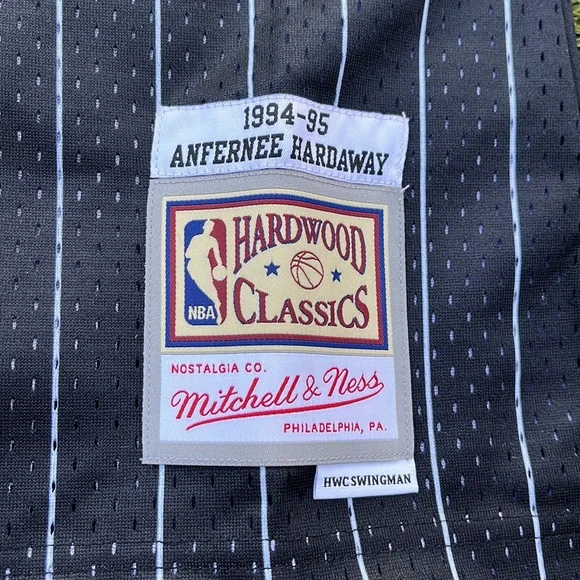 1994-95
ANFERNEE HARDAWAY
HARDWOOD
CLASSICS
NBA
NOSTALGIA CO.
Mitchell & Ness
PHILADELPHIA, PA.
HWCSWINGMAN